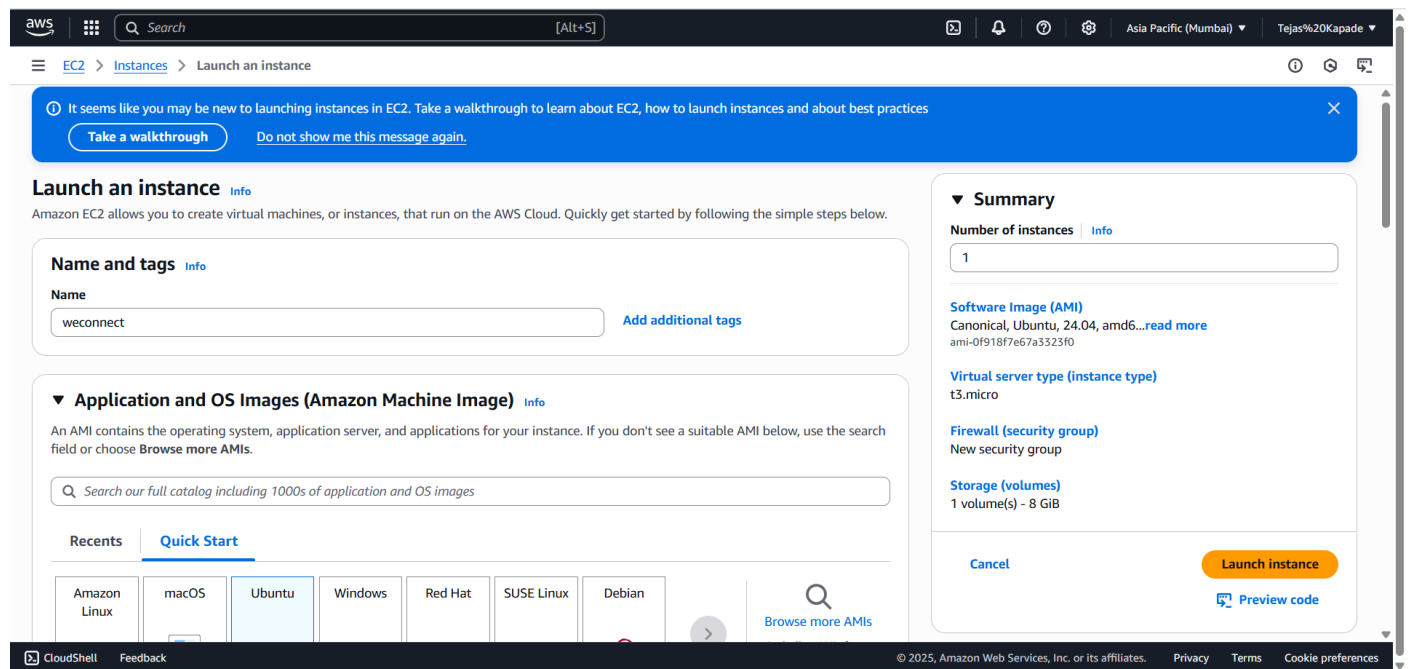 aws
Search [Alt+S]
Asia Pacific (Mumbai) ▼
Tejas%20Kapade ▼
EC2 > Instances > Launch an instance
It seems like you may be new to launching instances in EC2. Take a walkthrough to learn about EC2, how to launch instances and about best practices
Take a walkthrough
Do not show me this message again.
Launch an instance Info
Amazon EC2 allows you to create virtual machines, or instances, that run on the AWS Cloud. Quickly get started by following the simple steps below.
Name and tags Info
Name
weconnect
Add additional tags
Application and OS Images (Amazon Machine Image) Info
An AMI contains the operating system, application server, and applications for your instance. If you don't see a suitable AMI below, use the search
field or choose Browse more AMIs.
Search our full catalog including 1000s of application and OS images
Recents
Quick Start
Amazon
Linux
macOS
Ubuntu
Windows
Red Hat
SUSE Linux
Debian
Browse more AMIs
Summary
Number of instances Info
1
Software Image (AMI)
Canonical, Ubuntu, 24.04, amd6...read more
ami-0f918f7e67a3323f0
Virtual server type (instance type)
t3.micro
Firewall (security group)
New security group
Storage (volumes)
1 volume(s) - 8 GiB
Cancel
Launch instance
Preview code
CloudShell
Feedback
© 2025, Amazon Web Services, Inc. or its affiliates.
Privacy
Terms
Cookie preferences